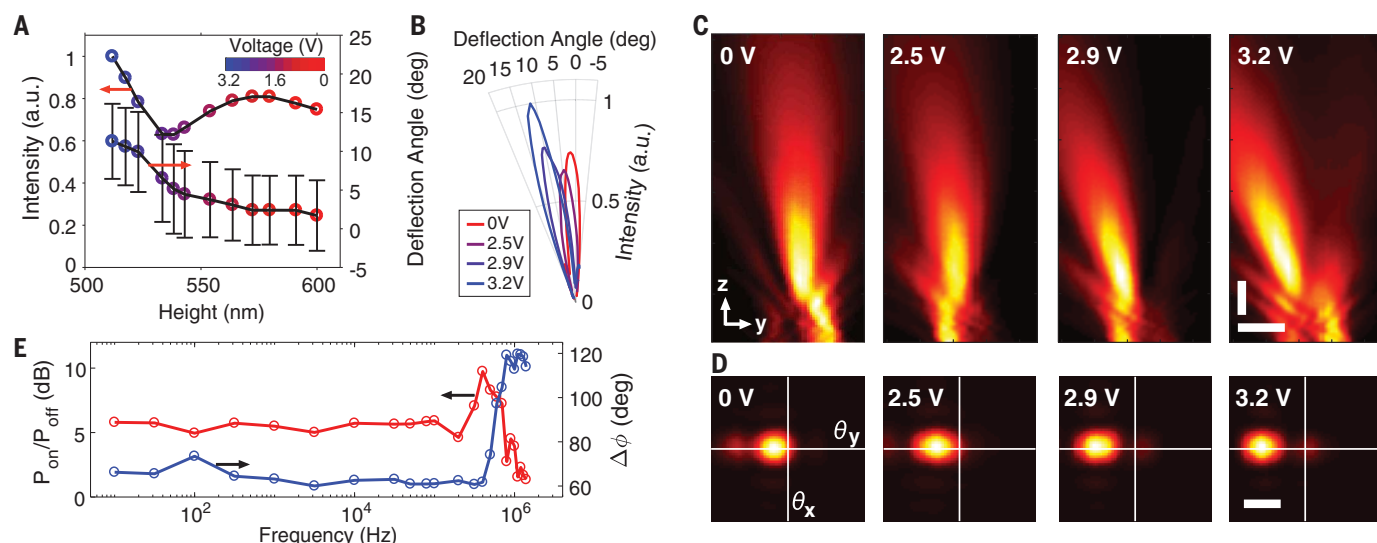 A
Voltage (V)
3.2 1.6 0
Intensity (a.u.)
1
0.8
0.6
0.4
0.2
0
25
20
15
10
5
0
-5
Deflection Angle (deg)
500 550 600
Height (nm)
B
Deflection Angle (deg)
20 15 10 5 0 -5
1
0.5
0
Intensity (a.u.)
0V
2.5V
2.9V
3.2V
C
0 V 2.5 V 2.9 V 3.2 V
z
y
D
0 V 2.5 V 2.9 V 3.2 V
θy
θx
E
Pon/Poff (dB)
10
5
0
120
100
80
60
Δϕ (deg)
10² 10⁴ 10⁶
Frequency (Hz)